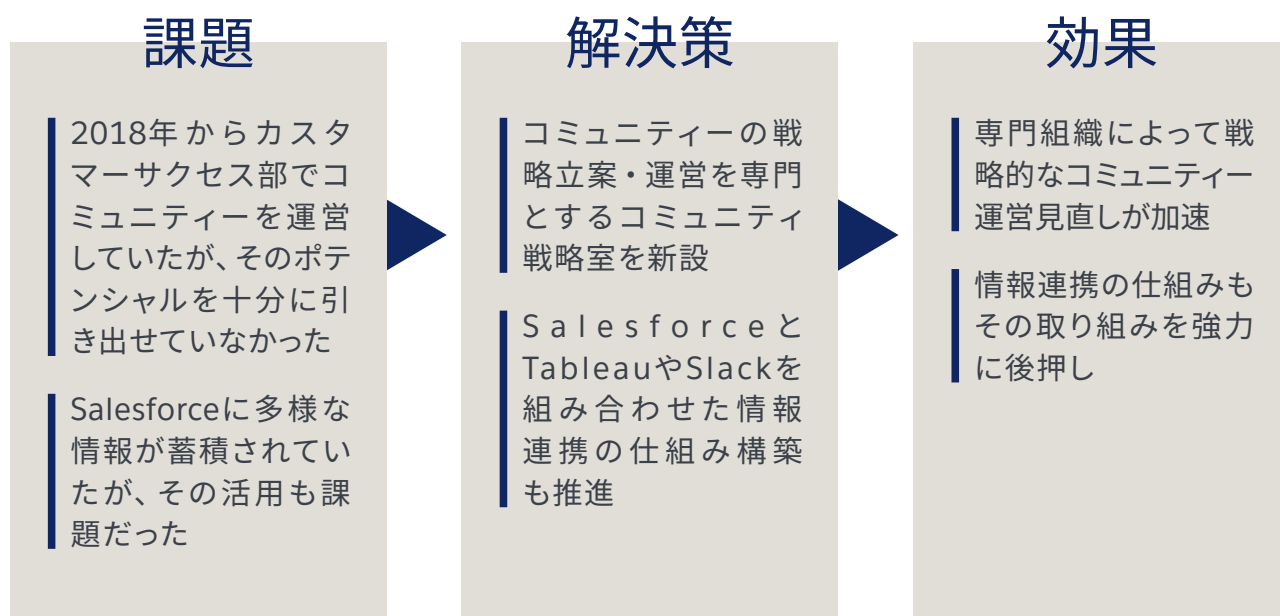 課題
2018年からカスタ
マーサクセス部でコ
ミュニティーを運営
していたが、そのポテ
ンシャルを十分に引
き出せていなかった
Salesforceに多様な
情報が蓄積されてい
たが、その活用も課
題だった
解決策
コミュニティーの戦
略立案・運営を専門
とするコミュニティ
戦略室を新設
Salesforceと
TableauやSlackを
組み合わせた情報
連携の仕組み構築
も推進
効果
専門組織によって戦
略的なコミュニティー
運営見直しが加速
情報連携の仕組みも
その取り組みを強力
に後押し